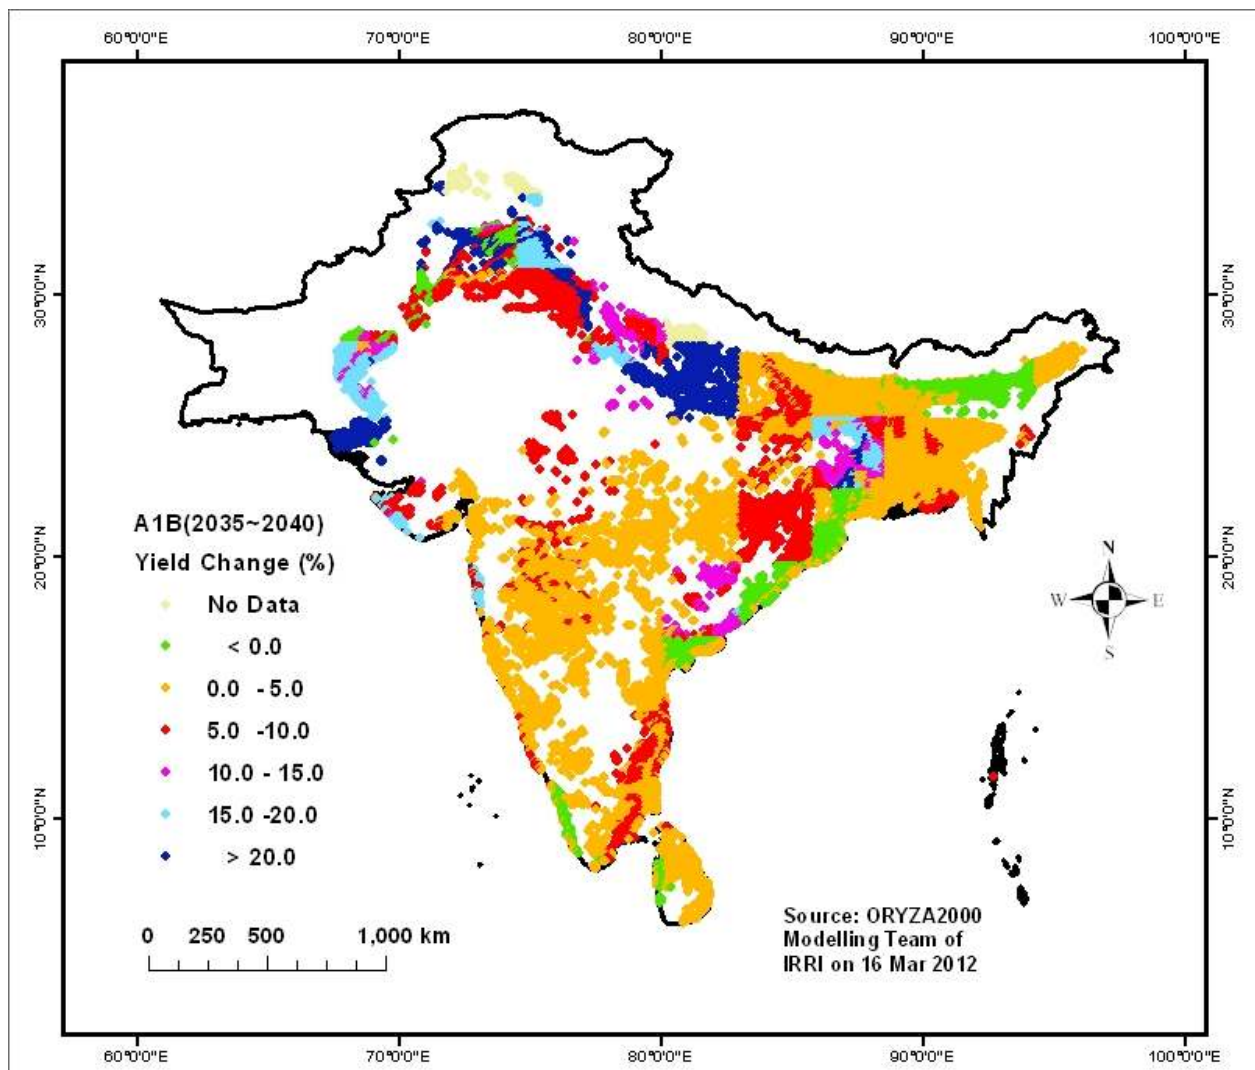 60°0'0"E 70°0'0"E 80°0'0"E 90°0'0"E 100°0'0"E
30°0'0"N 30°0'0"N
20°0'0"N 20°0'0"N
10°0'0"N 10°0'0"N
A1B(2035~2040)
Yield Change (%)
No Data
< 0.0
0.0 - 5.0
5.0 -10.0
10.0 - 15.0
15.0 -20.0
> 20.0
0 250 500 1,000 km
N
W E
S
Source: ORYZA2000
Modelling Team of
IRRI on 16 Mar 2012
60°0'0"E 70°0'0"E 80°0'0"E 90°0'0"E 100°0'0"E